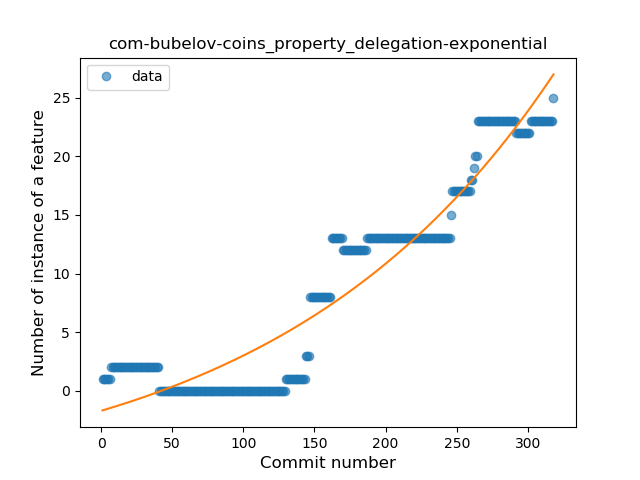 com-bubelov-coins_property_delegation-exponential
data
Number of instance of a feature
25
20
15
10
5
0
0 50 100 150 200 250 300
Commit number